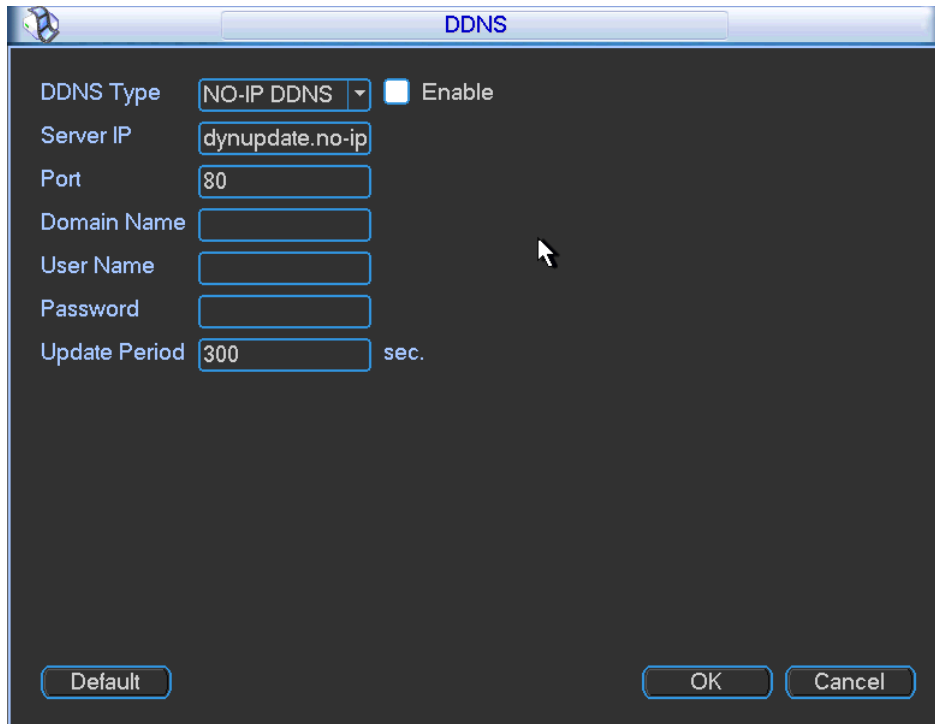 DDNS
DDNS Type NO-IP DDNS Enable
Server IP dynupdate.no-ip
Port 80
Domain Name
User Name
Password
Update Period 300 sec.
Default OK Cancel